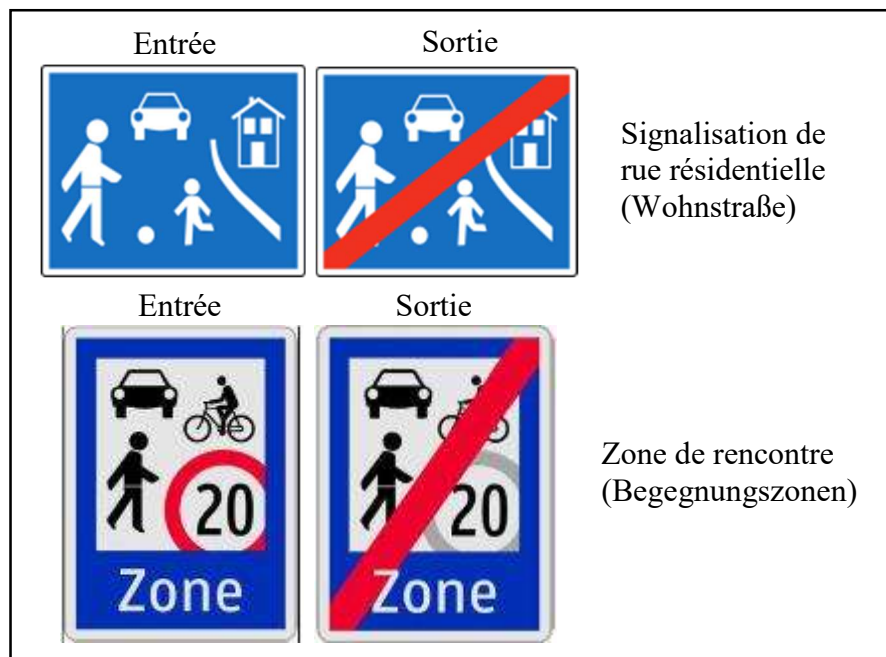 Entrée
Sortie
Signalisation de
rue résidentielle
(Wohnstraße)
Entrée
Sortie
20
Zone
20
Zone
Zone de rencontre
(Begegnungszonen)